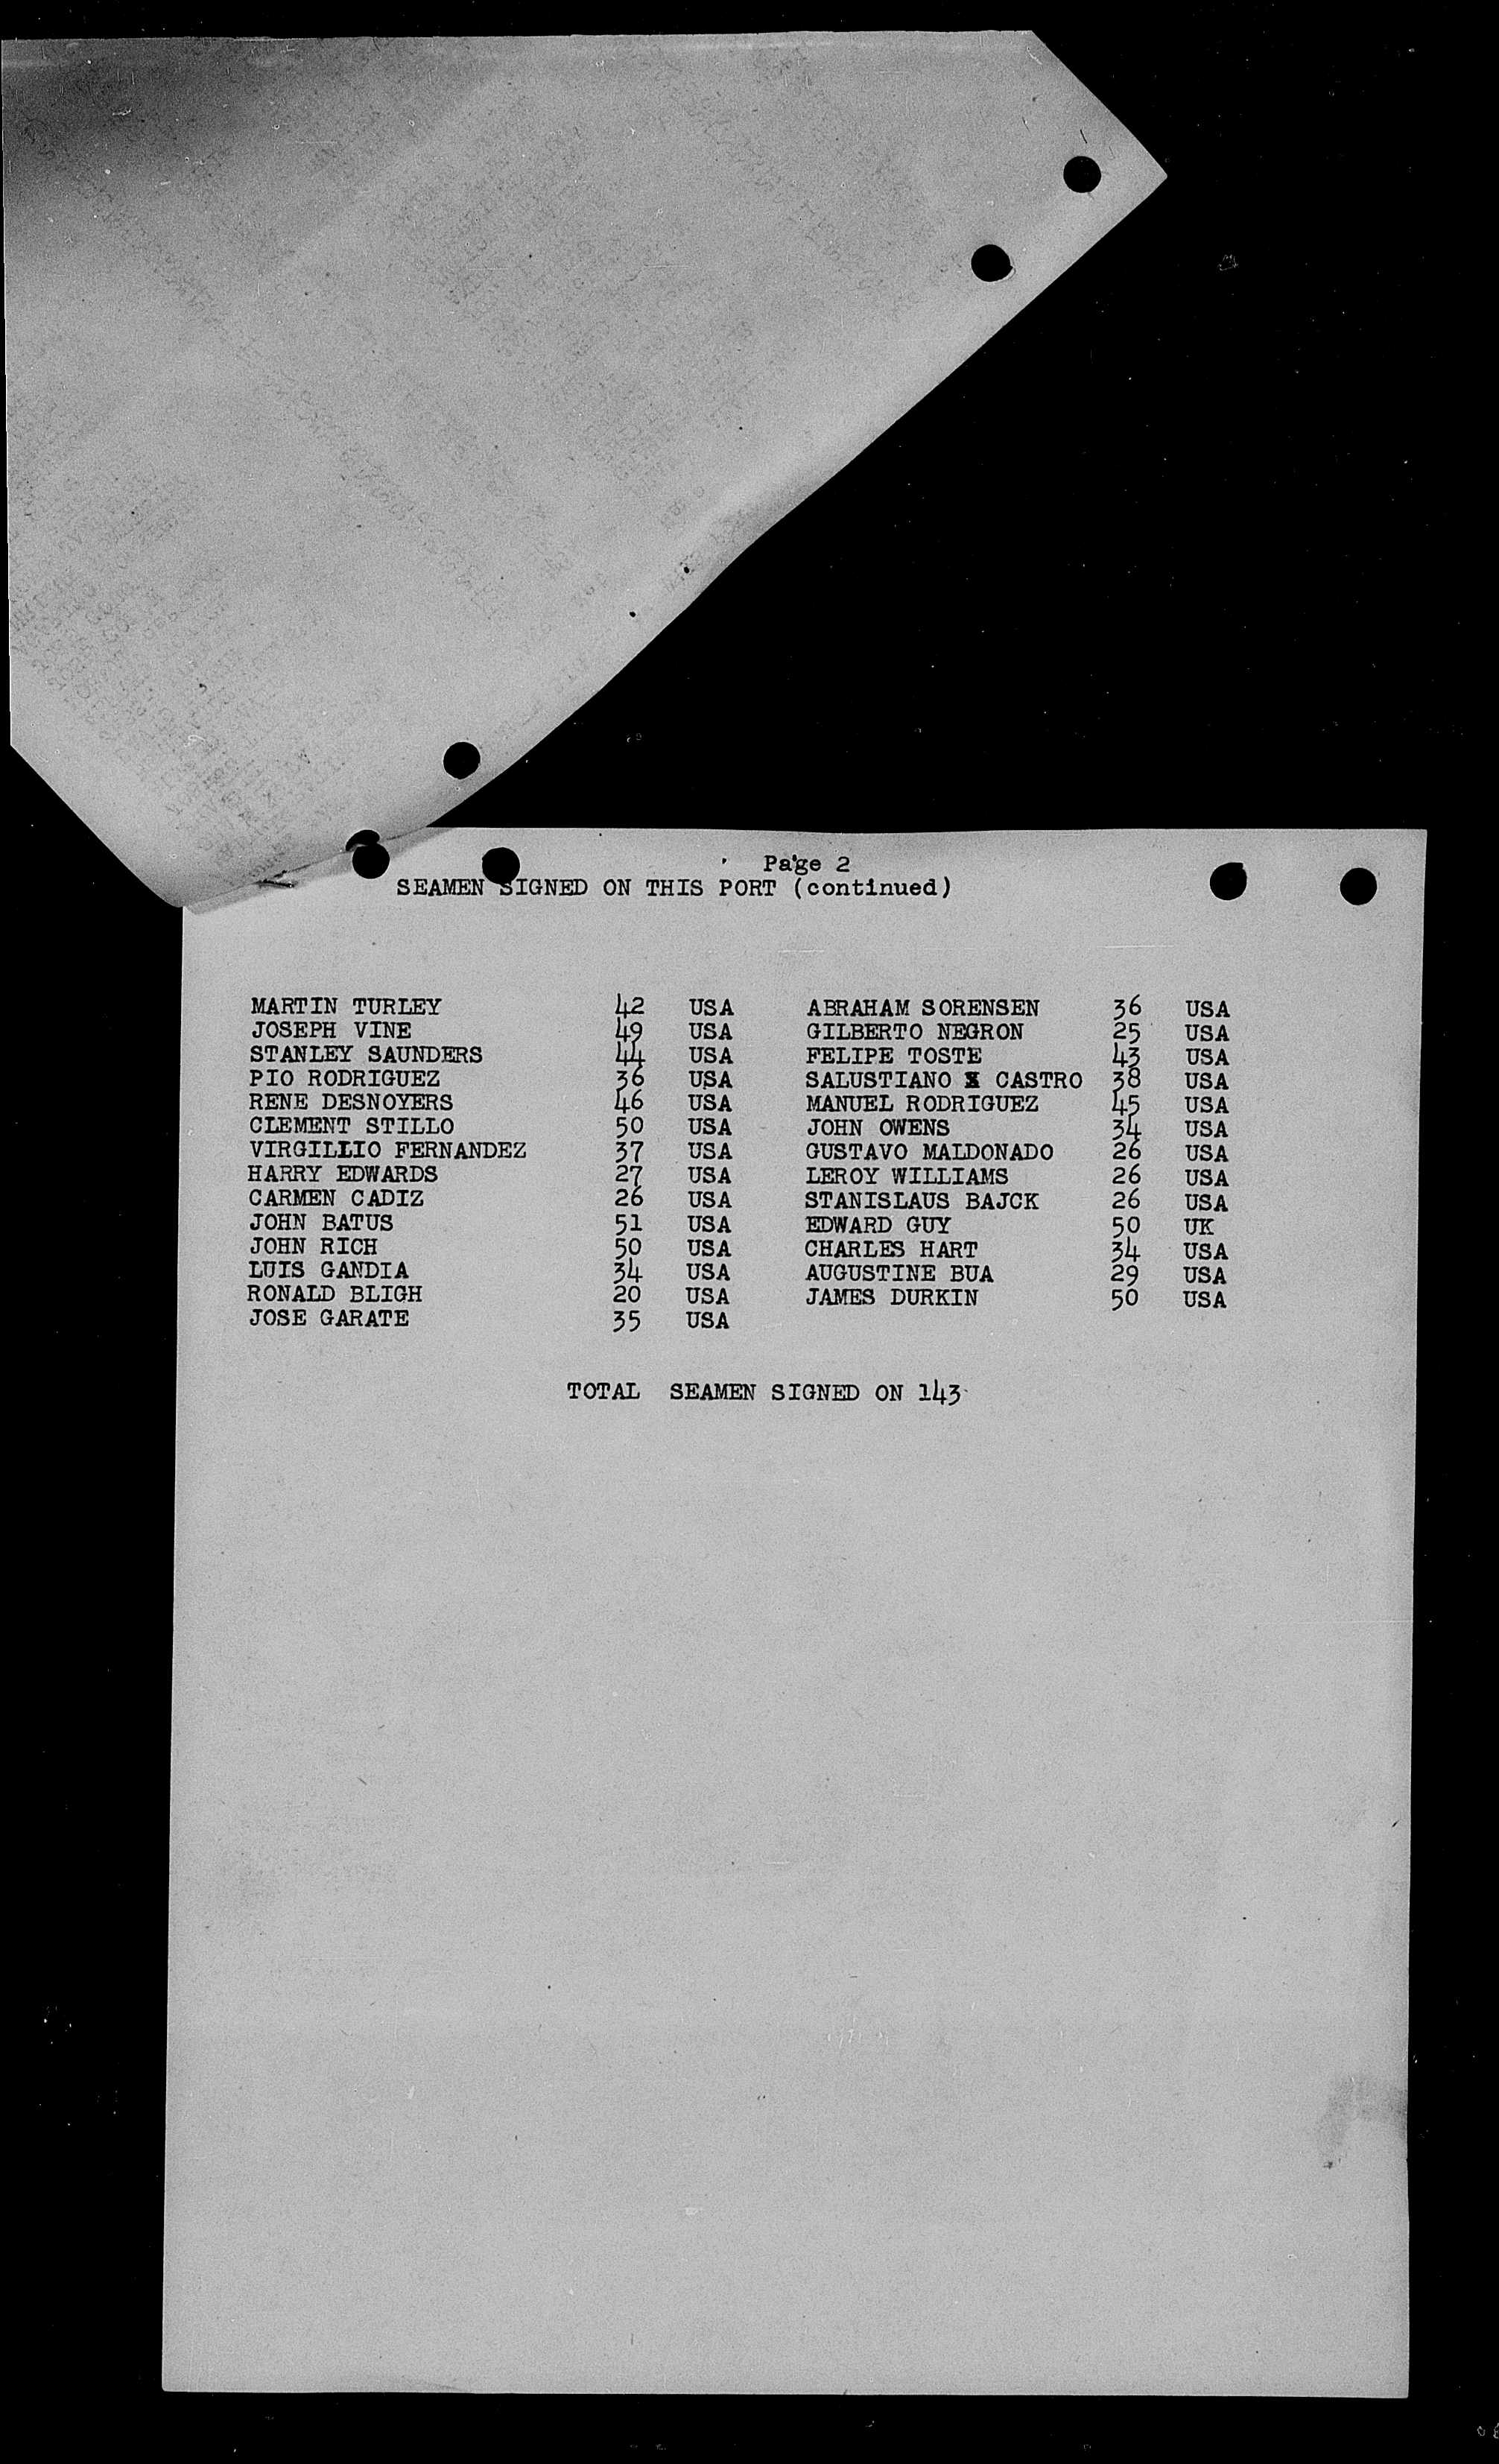 Page 2
SEAMEN SIGNED ON THIS PORT (continued)
MARTIN TURLEY 42 USA ABRAHAM SORENSEN 36 USA
JOSEPH VINE 49 USA GILBERTO NEGRON 25 USA
STANLEY SAUNDERS 44 USA FELIPE TOSTE 43 USA
PIO RODRIGUEZ 36 USA SALUSTIANO X CASTRO 38 USA
RENE DESNOYERS 46 USA MANUEL RODRIGUEZ 45 USA
CLEMENT STILLO 50 USA JOHN OWENS 34 USA
VIRGILLIO FERNANDEZ 37 USA GUSTAVO MALDONADO 26 USA
HARRY EDWARDS 27 USA LEROY WILLIAMS 26 USA
CARMEN CADIZ 26 USA STANISLAUS BAJCK 26 USA
JOHN BATUS 51 USA EDWARD GUY 50 UK
JOHN RICH 50 USA CHARLES HART 34 USA
LUIS GANDIA 34 USA AUGUSTINE BUA 29 USA
RONALD BLIGH 20 USA JAMES DURKIN 50 USA
JOSE GARATE 35 USA
TOTAL SEAMEN SIGNED ON 143